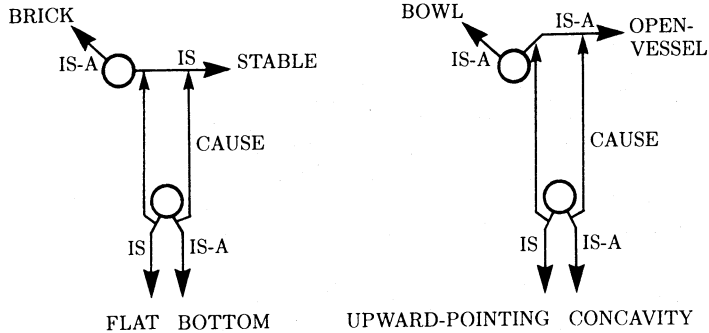 BRICK
IS-A
IS
STABLE
CAUSE
IS
IS-A
FLAT BOTTOM
BOWL
IS-A
IS-A
OPEN-
VESSEL
CAUSE
IS
IS-A
UPWARD-POINTING CONCAVITY